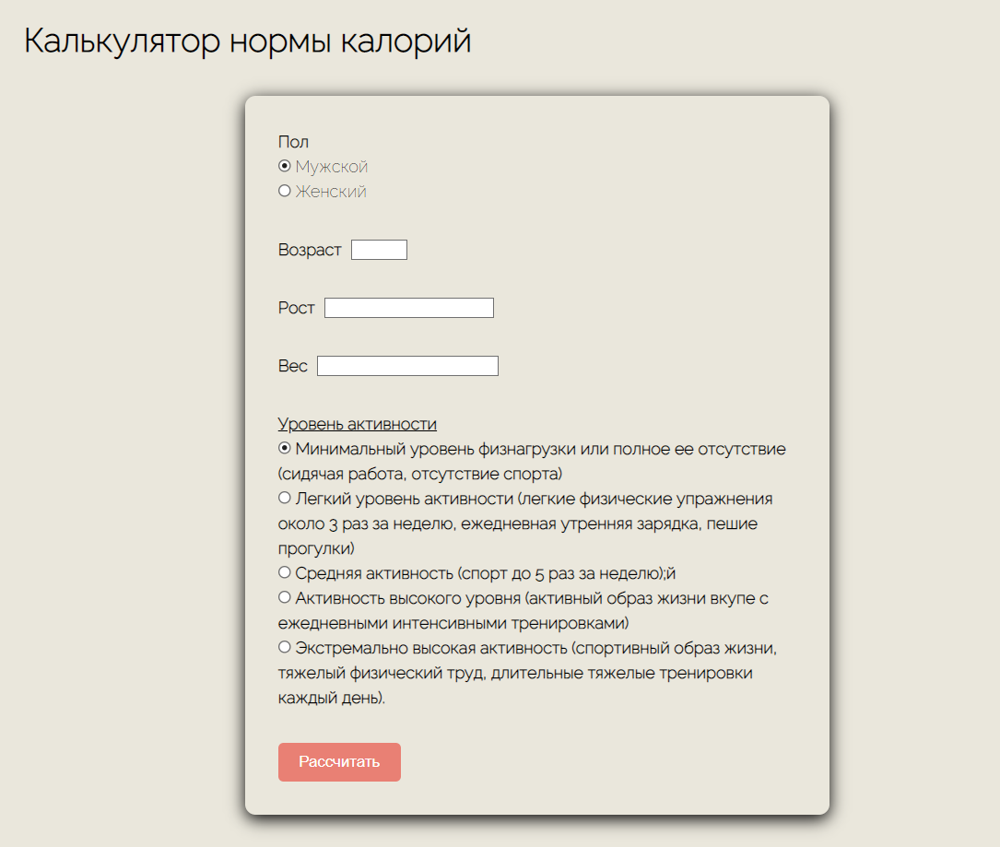 Калькулятор нормы калорий
Пол
Мужской
Женский
Возраст
Рост
Вес
Уровень активности
Минимальный уровень физнагрузки или полное ее отсутствие
(сидячая работа, отсутствие спорта)
Легкий уровень активности (легкие физические упражнения
около 3 раз за неделю, ежедневная утренняя зарядка, пешие
прогулки)
Средняя активность (спорт до 5 раз за неделю);й
Активность высокого уровня (активный образ жизни вкупе с
ежедневными интенсивными тренировками)
Экстремально высокая активность (спортивный образ жизни,
тяжелый физический труд, длительные тяжелые тренировки
каждый день).
Рассчитать